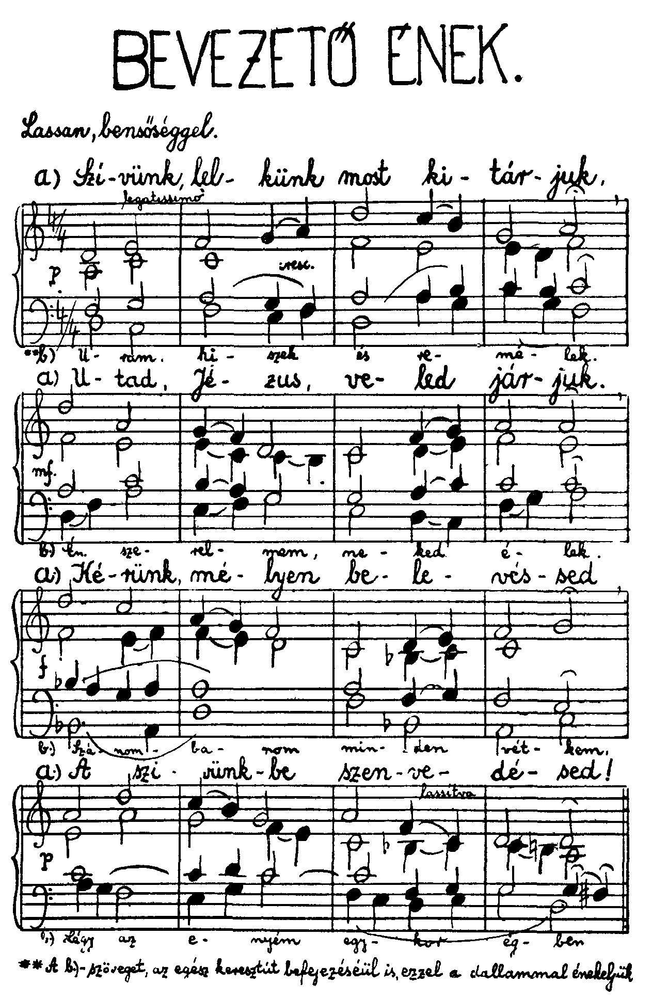 BEVEZETŐ ÉNEK.
Lassan, bensőséggel.
a) Szí-vünk, lel- künk most ki- tár-juk,
legatissimo
p cresc.
**b) U- ram. hi- szek és re- mé- lek.
a) U- tad, Jé- zus, ve- led jár-juk.
mf.
b.) Én. sze- rel- mem, ne- ked é- lek.
a.) Ké-rünk, mé- lyen be- le- vés-sed
f
b.) Szá- nom- ba- nom min- den vét- kem,
a.) A szi- vünk-be szen-ve- dé-sed!
lassítva
p
b.) Légy az e- nyém egy- kor ég- ben
** A b.)-szöveget, az egész keresztút befejezéséül is, ezzel a dallammal énekeljük